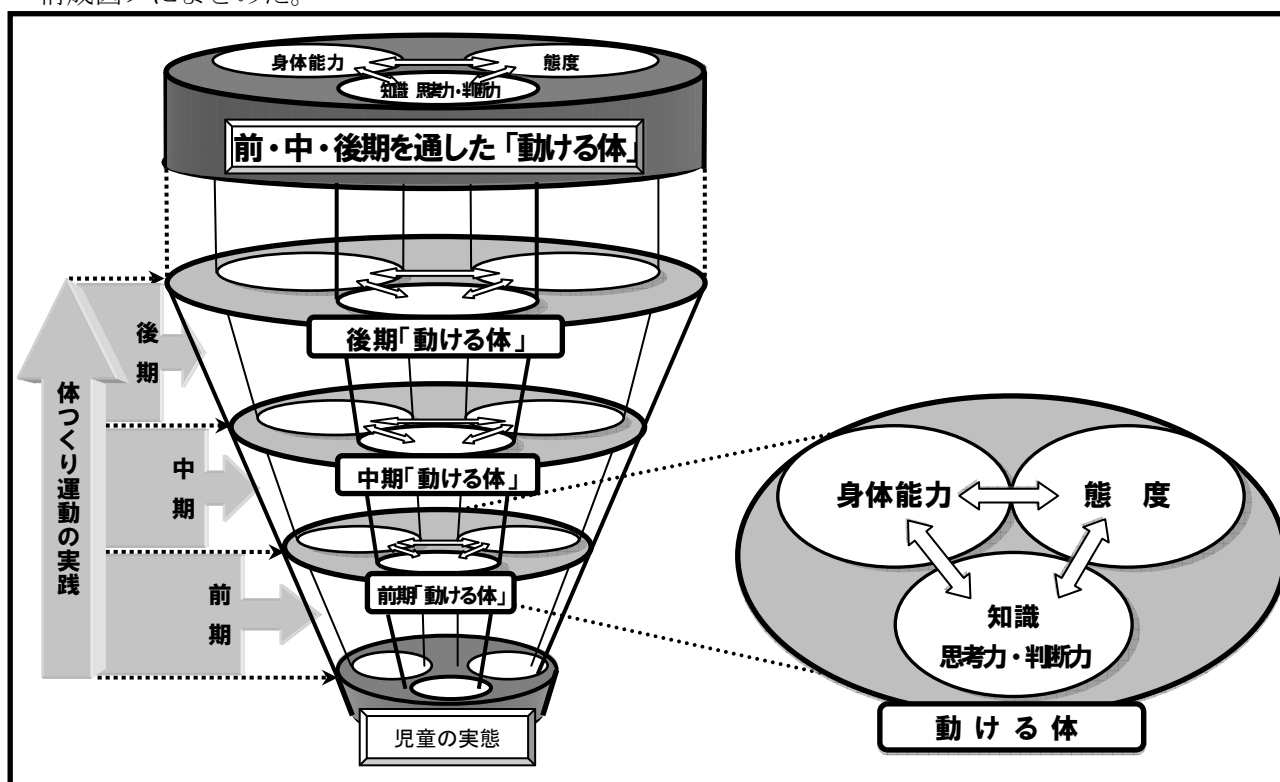 身体能力
態度
知識 思考力・判断力
前・中・後期を通した「動ける体」
後期「動ける体」
中期「動ける体」
前期「動ける体」
児童の実態
体つくり運動の実践
後期
中期
前期
身体能力
態 度
知識
思考力・判断力
動ける体